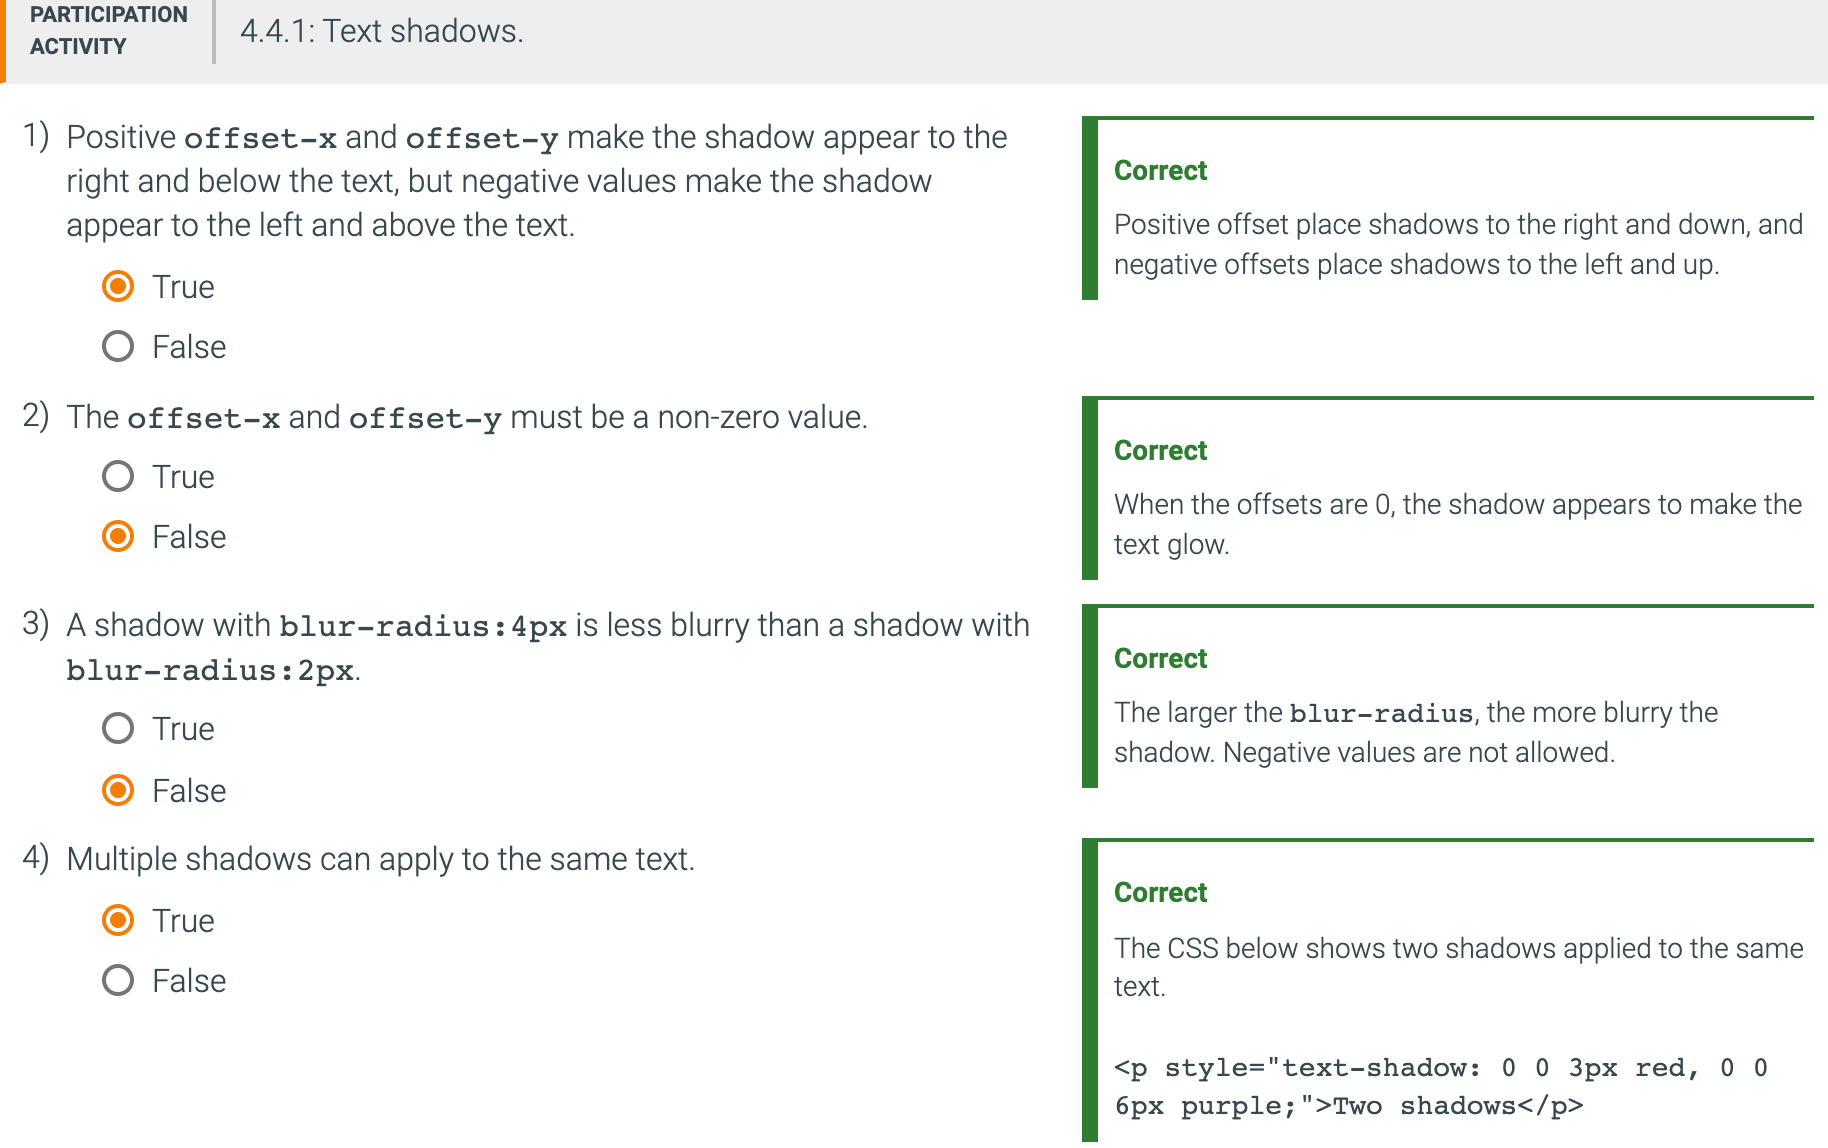 PARTICIPATION
ACTIVITY
4.4.1: Text shadows.
1) Positive offset-x and offset-y make the shadow appear to the
right and below the text, but negative values make the shadow
appear to the left and above the text.
True
False
Correct
Positive offset place shadows to the right and down, and
negative offsets place shadows to the left and up.
2) The offset-x and offset-y must be a non-zero value.
True
False
Correct
When the offsets are 0, the shadow appears to make the
text glow.
3) A shadow with blur-radius:4px is less blurry than a shadow with
blur-radius:2px.
True
False
Correct
The larger the blur-radius, the more blurry the
shadow. Negative values are not allowed.
4) Multiple shadows can apply to the same text.
True
False
Correct
The CSS below shows two shadows applied to the same
text.
<p style="text-shadow: 0 0 3px red, 0 0
6px purple;">Two shadows</p>